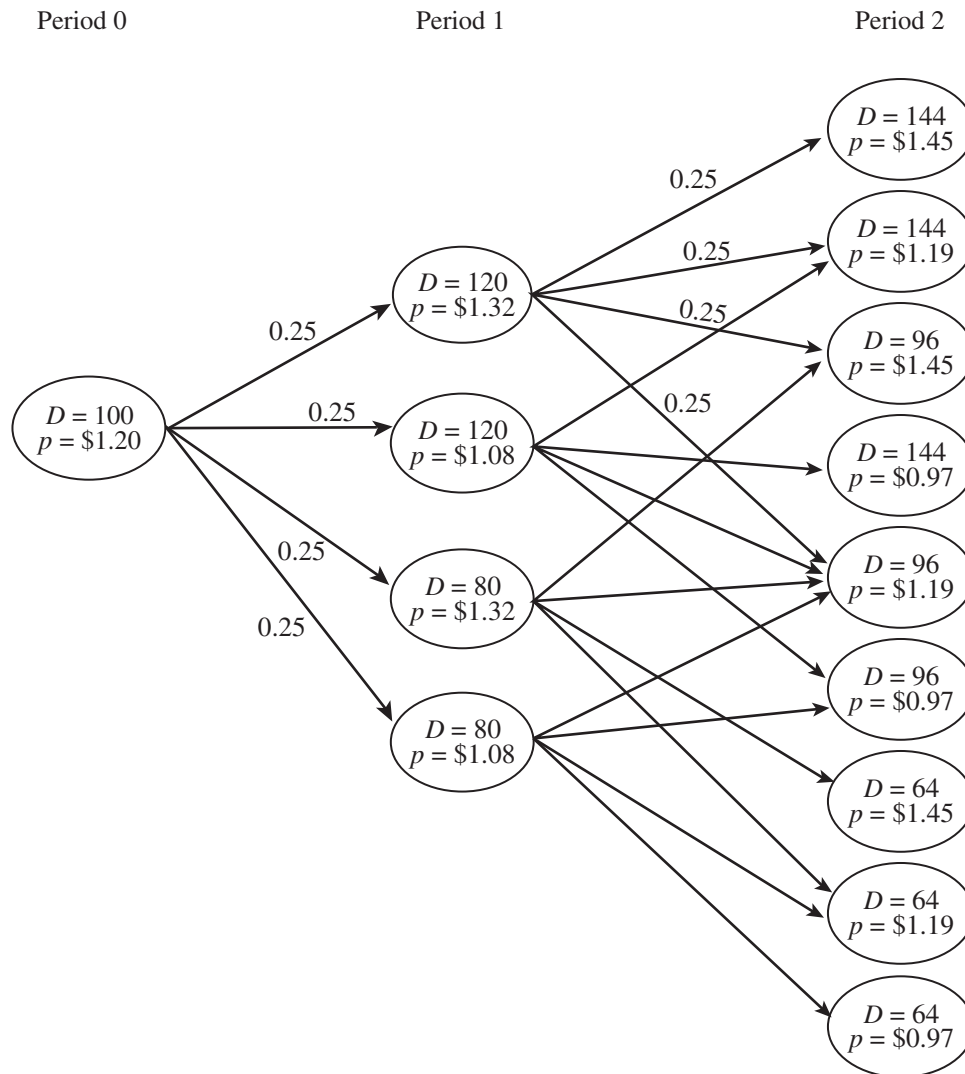 Period 0
Period 1
Period 2
D = 144
p = $1.45
0.25
D = 144
p = $1.19
0.25
D = 120
p = $1.32
0.25
D = 96
p = $1.45
0.25
D = 100
p = $1.20
0.25
D = 120
p = $1.08
0.25
D = 144
p = $0.97
0.25
D = 80
p = $1.32
D = 96
p = $1.19
0.25
D = 80
p = $1.08
D = 96
p = $0.97
D = 64
p = $1.45
D = 64
p = $1.19
D = 64
p = $0.97